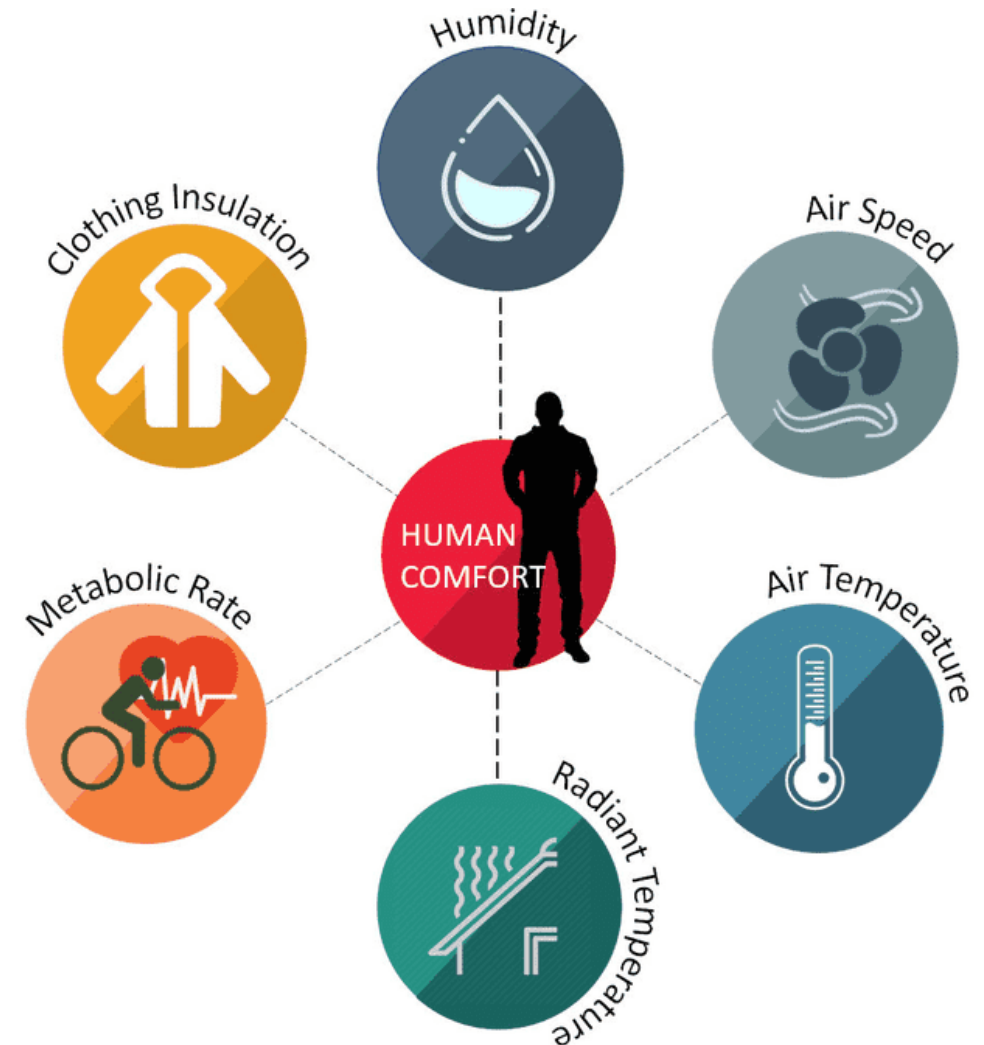 Humidity
Clothing Insulation
Air Speed
HUMAN
COMFORT
Metabolic Rate
Air Temperature
Radiant Temperature